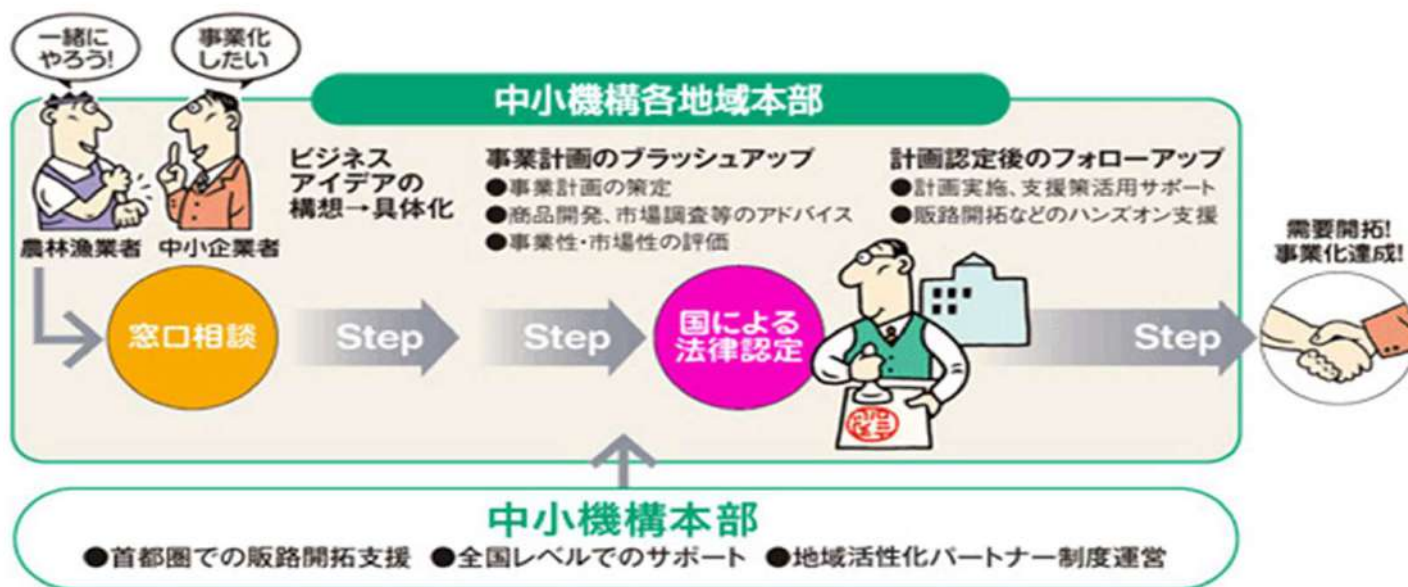 一緒に
やろう!
事業化
したい
中小機構各地域本部
農林漁業者
中小企業者
ビジネス
アイデアの
構想→具体化
事業計画のブラッシュアップ
●事業計画の策定
●商品開発、市場調査等のアドバイス
●事業性・市場性の評価
計画認定後のフォローアップ
●計画実施、支援策活用サポート
●販路開拓などのハンズオン支援
需要開拓!
事業化達成!
窓口相談
Step
Step
国による
法律認定
Step
中小機構本部
●首都圏での販路開拓支援 ●全国レベルでのサポート ●地域活性化パートナー制度運営